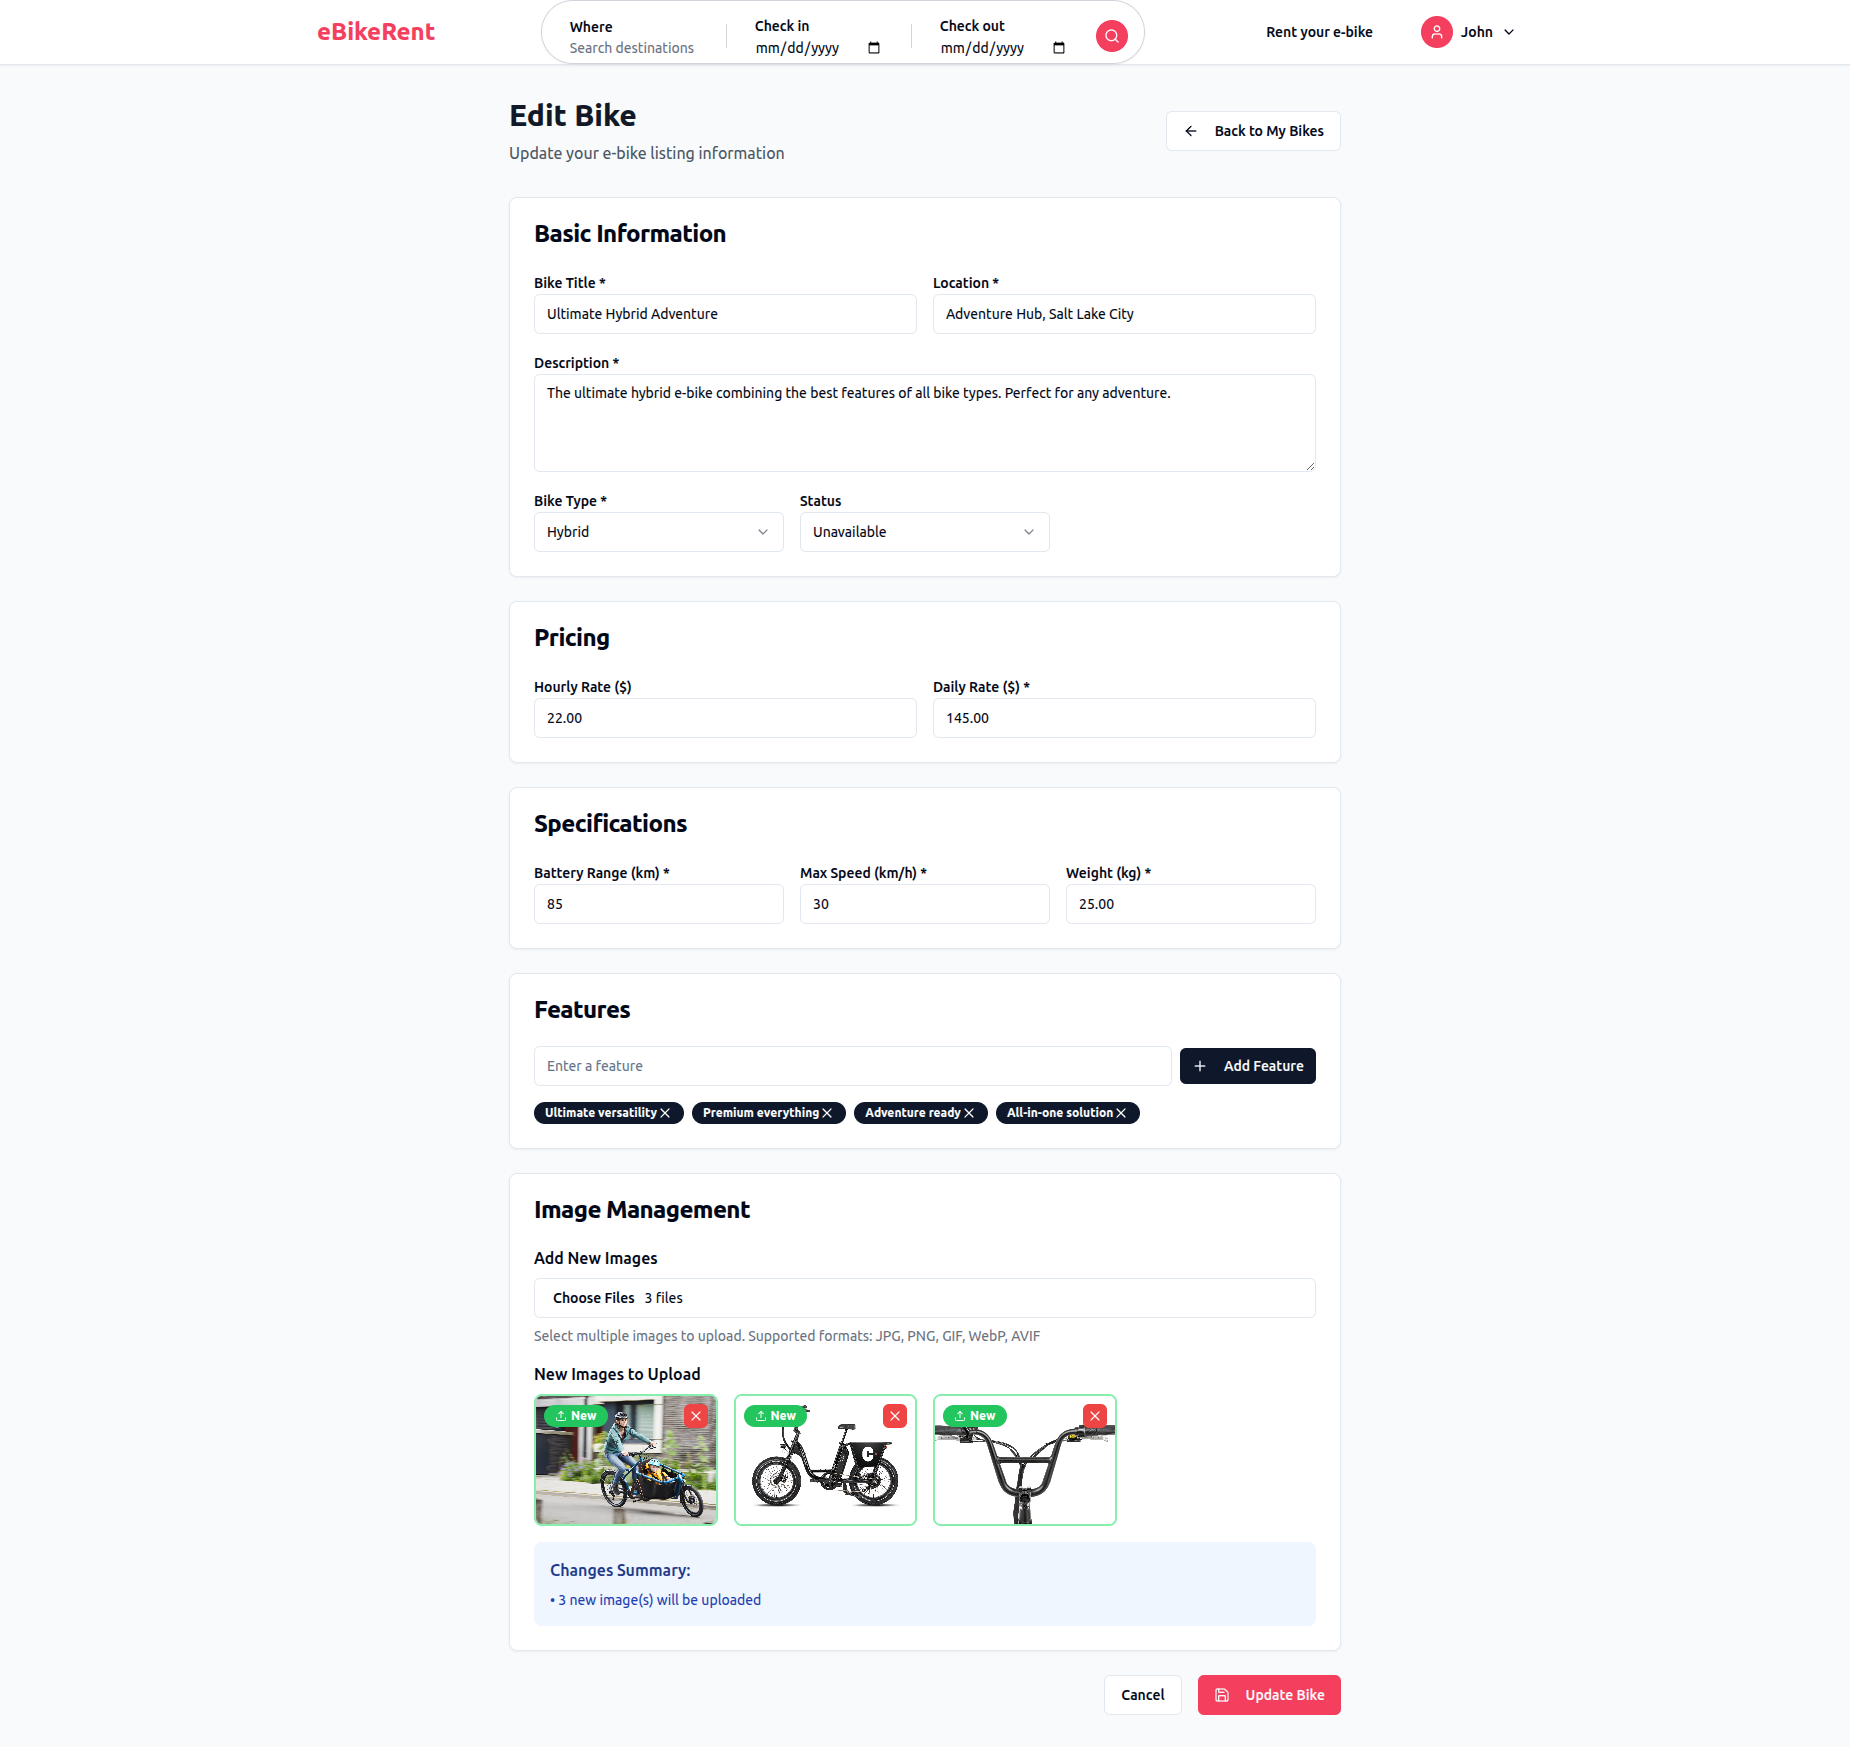 eBikeRent
Where
Search destinations
Check in
mm/dd/yyyy
Check out
mm/dd/yyyy
Rent your e-bike
John
Edit Bike
Update your e-bike listing information
Back to My Bikes
Basic Information
Bike Title *
Ultimate Hybrid Adventure
Location *
Adventure Hub, Salt Lake City
Description *
The ultimate hybrid e-bike combining the best features of all bike types. Perfect for any adventure.
Bike Type *
Hybrid
Status
Unavailable
Pricing
Hourly Rate ($)
22.00
Daily Rate ($) *
145.00
Specifications
Battery Range (km) *
85
Max Speed (km/h) *
30
Weight (kg) *
25.00
Features
Enter a feature
Add Feature
Ultimate versatility
Premium everything
Adventure ready
All-in-one solution
Image Management
Add New Images
Choose Files 3 files
Select multiple images to upload. Supported formats: JPG, PNG, GIF, WebP, AVIF
New Images to Upload
New
New
C
New
Changes Summary:
• 3 new image(s) will be uploaded
Cancel
Update Bike